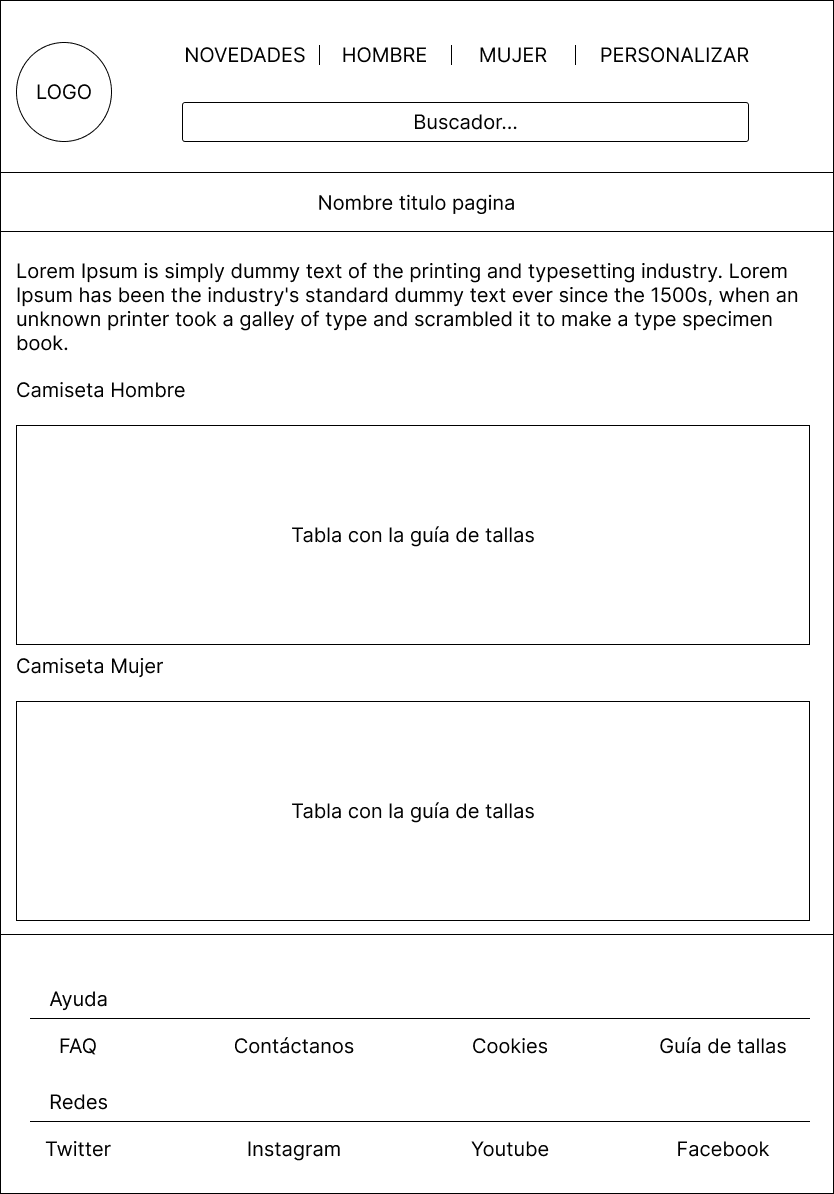 LOGO
NOVEDADES | HOMBRE | MUJER | PERSONALIZAR
Buscador...
Nombre titulo pagina
Lorem Ipsum is simply dummy text of the printing and typesetting industry. Lorem
Ipsum has been the industry's standard dummy text ever since the 1500s, when an
unknown printer took a galley of type and scrambled it to make a type specimen
book.
Camiseta Hombre
Tabla con la guía de tallas
Camiseta Mujer
Tabla con la guía de tallas
Ayuda
FAQ Contáctanos Cookies Guía de tallas
Redes
Twitter Instagram Youtube Facebook